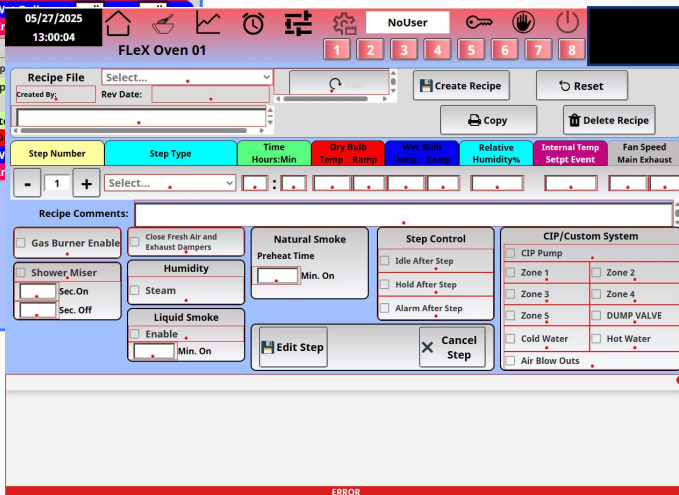 05/27/2025
13:00:04
NoUser
FLeX Oven 01
1 2 3 4 5 6 7 8
Recipe File
Select...
Created By:
Rev Date:
Create Recipe
Reset
Copy
Delete Recipe
Step Number
Step Type
Time
Hours:Min
Dry Bulb
Temp Ramp
Wet Bulb
Temp Ramp
Relative
Humidity%
Internal Temp
Setpt Event
Fan Speed
Main Exhaust
- 1 +
Select...
:
Recipe Comments:
Gas Burner Enable
Close Fresh Air and
Exhaust Dampers
Natural Smoke
Preheat Time
Min. On
Step Control
Idle After Step
Hold After Step
Alarm After Step
CIP/Custom System
CIP Pump
Zone 1
Zone 2
Zone 3
Zone 4
Zone 5
DUMP VALVE
Cold Water
Hot Water
Air Blow Outs
Shower Miser
Sec.On
Sec. Off
Humidity
Steam
Liquid Smoke
Enable
Min. On
Edit Step
Cancel
Step
ERROR